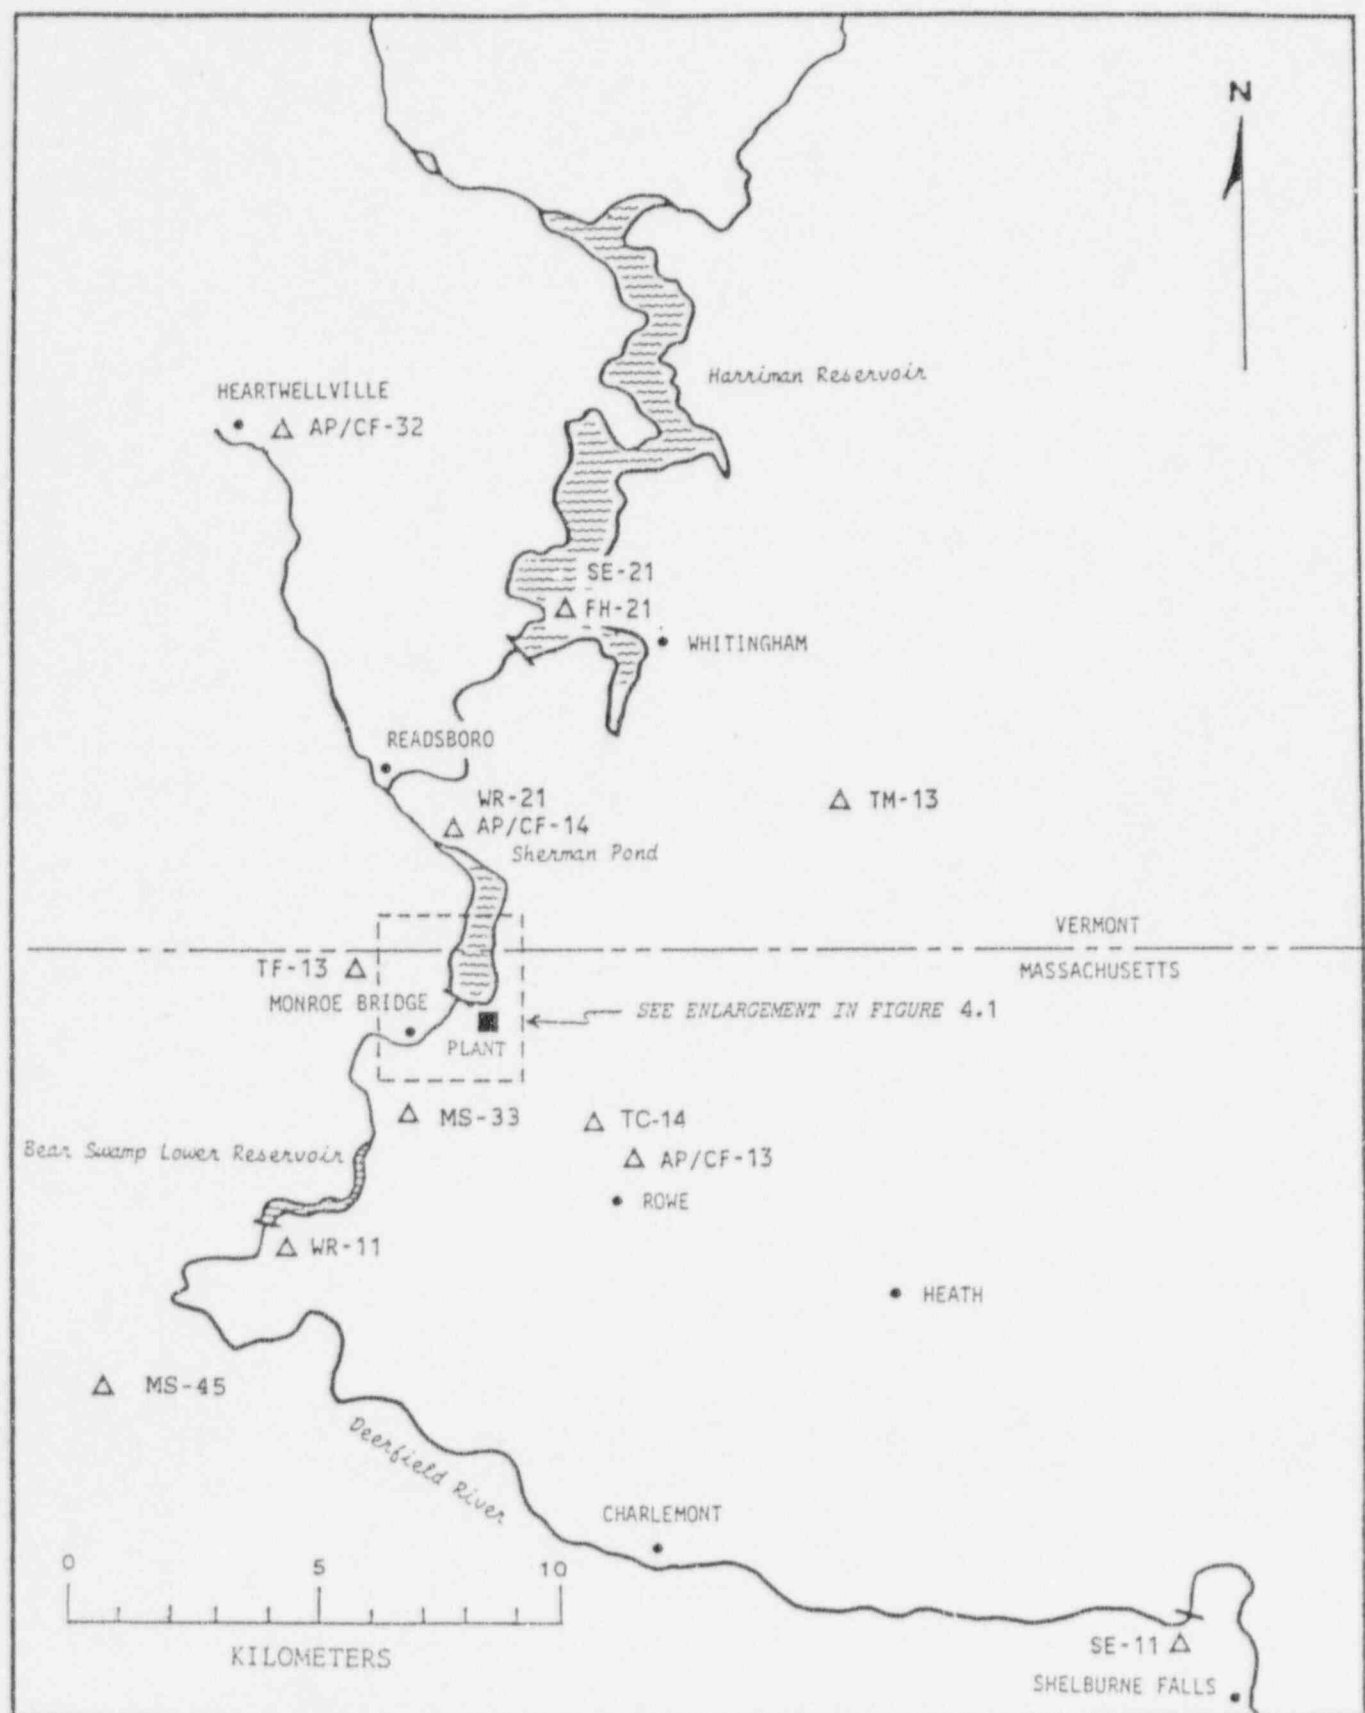 N
Harriman Reservoir
HEARTWELLVILLE
AP/CF-32
SE-21
FH-21
WHITINGHAM
READSBORO
WR-21
AP/CF-14
TM-13
Sherman Pond
VERMONT
TF-13
MASSACHUSETTS
MONROE BRIDGE
SEE ENLARGEMENT IN FIGURE 4.1
PLANT
MS-33
TC-14
Bear Swamp Lower Reservoir
AP/CF-13
ROWE
WR-11
HEATH
MS-45
Deerfield River
CHARLEMONT
0 5 10
KILOMETERS
SE-11
SHELBURNE FALLS